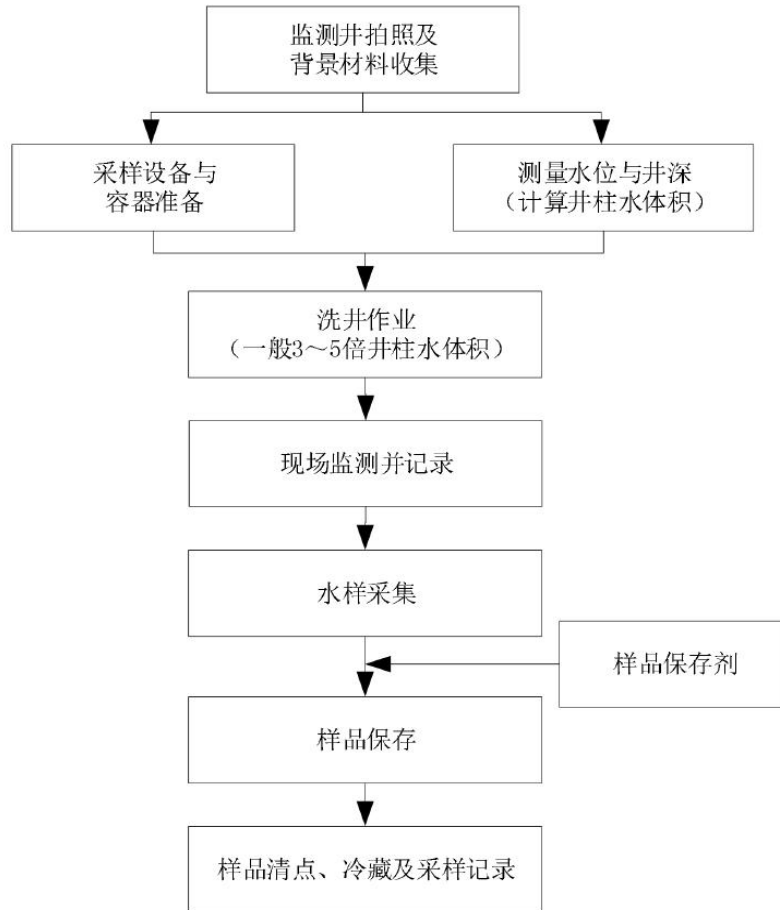 监测井拍照及
背景材料收集
采样设备与
容器准备
测量水位与井深
（计算井柱水体积）
洗井作业
（一般3～5倍井柱水体积）
现场监测并记录
水样采集
样品保存剂
样品保存
样品清点、冷藏及采样记录